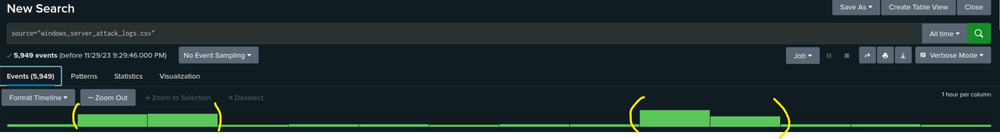 New Search
Save As ▾ Create Table View Close
source="windows_server_attack_logs.csv" All time ▾
✓ 5,949 events (before 11/29/23 9:29:46.000 PM) No Event Sampling ▾ Job ▾ Verbose Mode ▾
Events (5,949) Patterns Statistics Visualization
Format Timeline ▾ − Zoom Out + Zoom to Selection × Deselect 1 hour per column